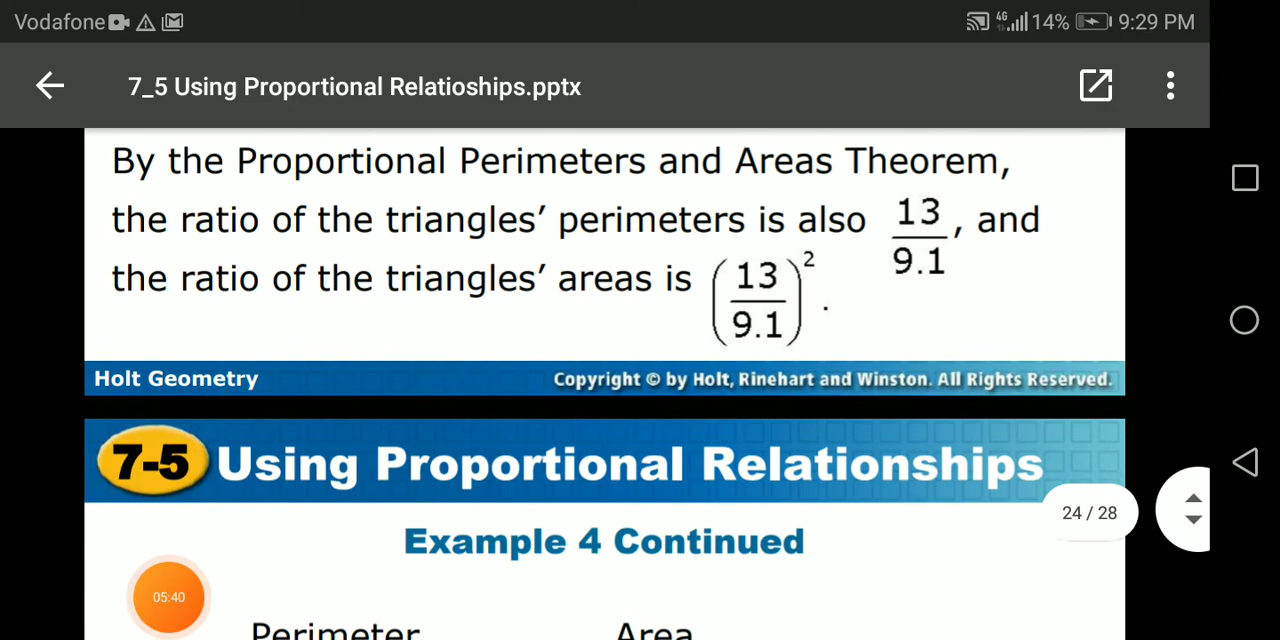 Vodafone
4G 14% 9:29 PM
7_5 Using Proportional Relatioships.pptx
By the Proportional Perimeters and Areas Theorem,
the ratio of the triangles’ perimeters is also 13/9.1, and
the ratio of the triangles’ areas is (13/9.1)².
Holt Geometry
Copyright © by Holt, Rinehart and Winston. All Rights Reserved.
7-5 Using Proportional Relationships
24 / 28
Example 4 Continued
05:40
Perimeter Area